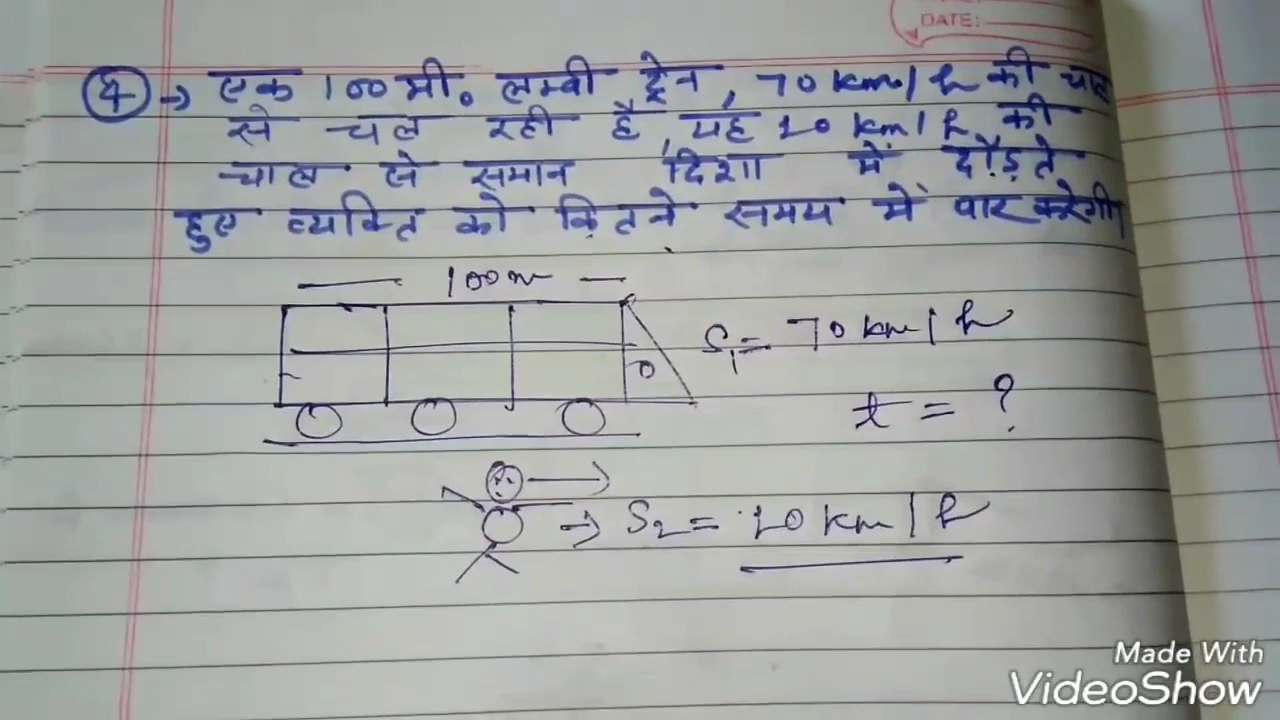 DATE:
④→ एक 100 मी. लम्बी ट्रेन, 70 km/h की चाल
से चल रही है, यह 10 km/h की
चाल से समान दिशा में दौड़ते
हुए व्यक्ति को कितने समय में पार करेगी।
100m
S₁= 70 km/h
t = ?
→ S₂ = 10 km/h
Made With
VideoShow